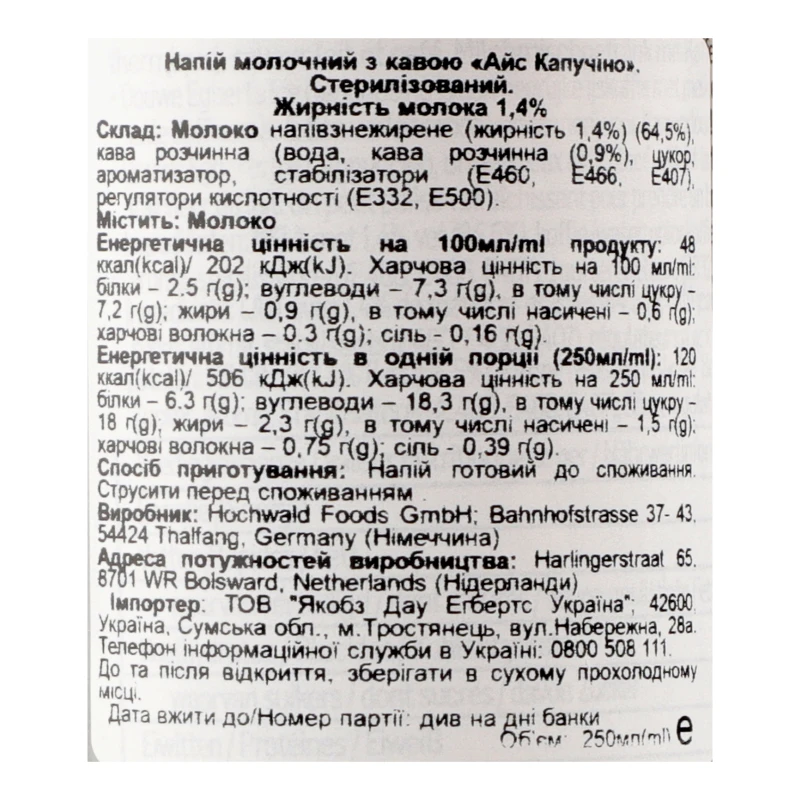 Напій молочний з кавою «Айс Капучіно».
Стерилізований.
Жирність молока 1,4%
Склад: Молоко напівзнежирене (жирність 1,4%) (64,5%),
кава розчинна (вода, кава розчинна (0,9%), цукор,
ароматизатор, стабілізатори (Е460, Е466, Е407),
регулятори кислотності (Е332, Е500).
Містить: Молоко
Енергетична цінність на 100мл/ml продукту: 48
ккал(kcal)/ 202 кДж(kJ). Харчова цінність на 100 мл/ml:
білки - 2.5 г(g); вуглеводи – 7,3 г(g), в тому числі цукру -
7,2 г(g); жири – 0,9 г(g), в тому числі насичені – 0,6 г(g);
харчові волокна – 0.3 г(g); сіль - 0,16 г(g).
Енергетична цінність в одній порції (250мл/ml): 120
ккал(kcal)/ 506 кДж(kJ). Харчова цінність на 250 мл/ml:
білки – 6.3 г(g); вуглеводи – 18,3 г(g), в тому числі цукру -
18 г(g); жири – 2,3 г(g), в тому числі насичені – 1,5 г(g);
харчові волокна – 0,75 г(g); сіль - 0,39 г(g).
Спосіб приготування: Напій готовий до споживання.
Струсити перед споживанням .
Виробник: Hochwald Foods GmbH; Bahnhofstrasse 37- 43,
54424 Thalfang, Germany (Німеччина)
Адреса потужностей виробництва: Harlingerstraat 65,
8701 WR Bolsward, Netherlands (Нідерланди)
Імпортер: ТОВ "Якобз Дау Егбертс Україна"; 42600,
Україна, Сумська обл., м.Тростянець, вул.Набережна, 28а.
Телефон інформаційної служби в Україні: 0800 508 111.
До та після відкриття, зберігати в сухому прохолодному
місці.
Дата вжити до/Номер партії: див на дні банки
Об'єм: 250мл(ml) e